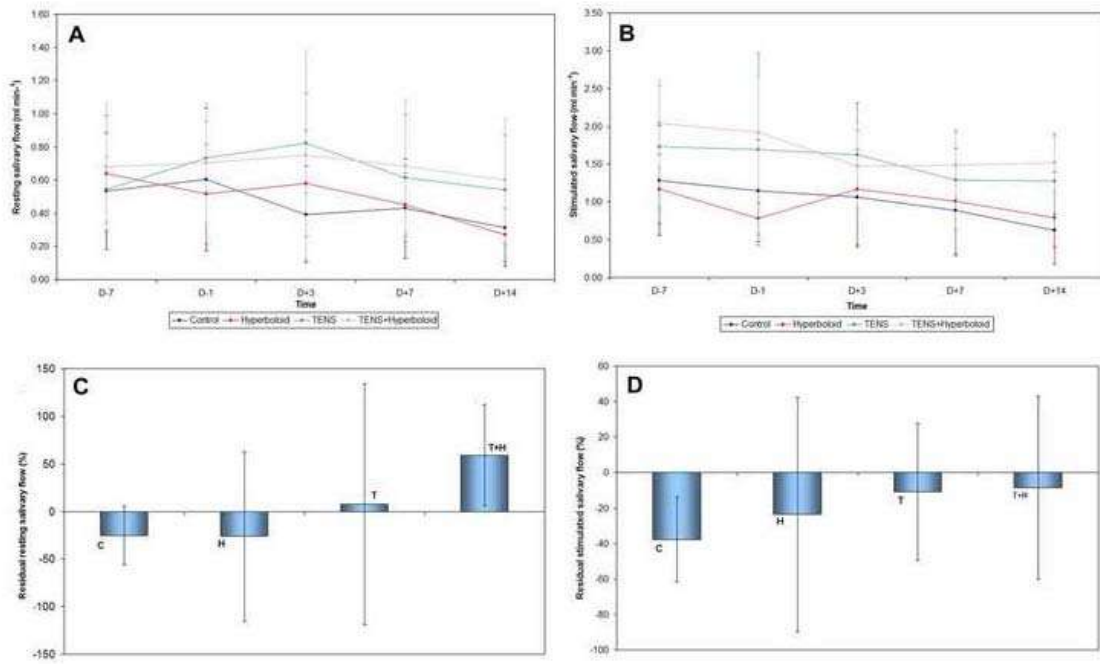 A
Resting salivary flow (ml min⁻¹)
1.60
1.40
1.20
1.00
0.80
0.60
0.40
0.20
0.00
D-7 D-1 D+3 D+7 D+14
Time
Control Hyperboloid TENS TENS+Hyperboloid
B
Stimulated salivary flow (ml min⁻¹)
3.50
3.00
2.50
2.00
1.50
1.00
0.50
0.00
D-7 D-1 D+3 D+7 D+14
Time
Control Hyperboloid TENS TENS+Hyperboloid
C
Residual resting salivary flow (%)
150
100
50
0
-50
-100
-150
C
H
T
T+H
D
Residual stimulated salivary flow (%)
60
40
20
0
-20
-40
-60
-80
-100
C
H
T
T+H